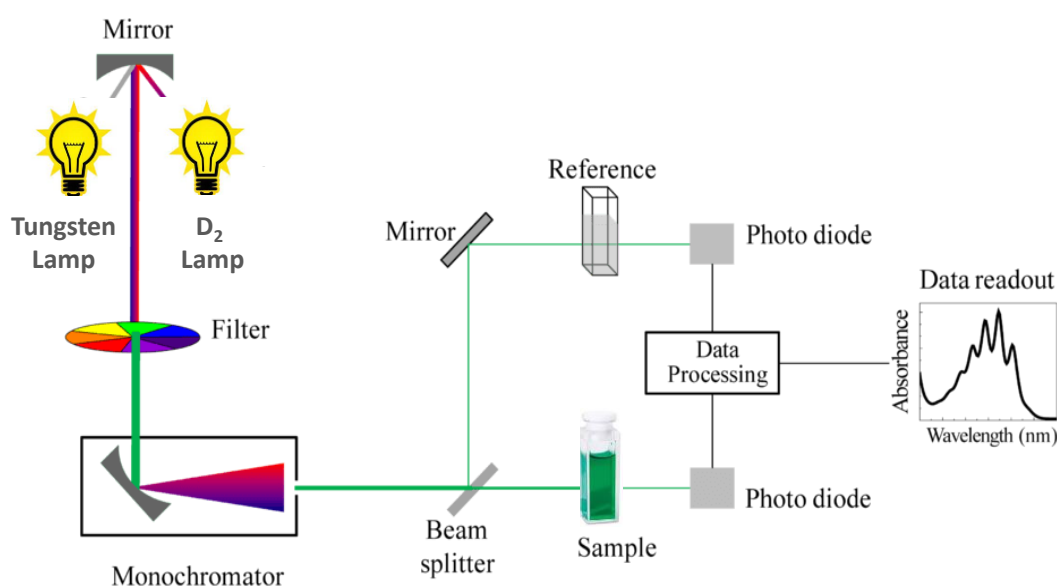 Mirror
Tungsten
Lamp
D₂
Lamp
Filter
Monochromator
Beam
splitter
Mirror
Reference
Sample
Photo diode
Data
Processing
Photo diode
Data readout
Absorbance
Wavelength (nm)